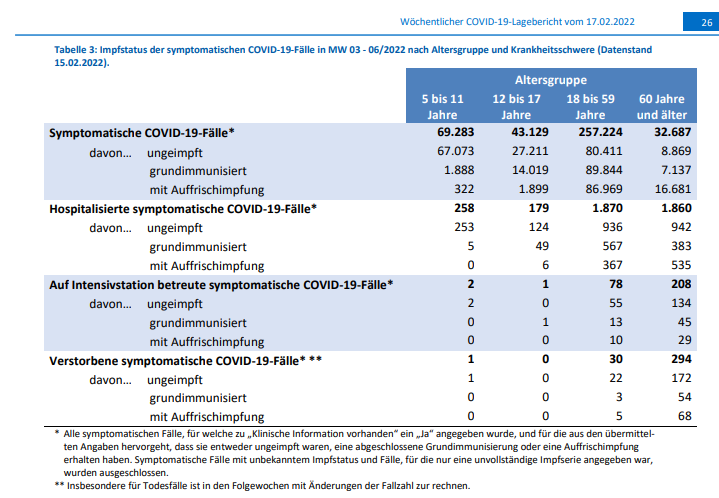 Wöchentlicher COVID-19-Lagebericht vom 17.02.2022 26
Tabelle 3: Impfstatus der symptomatischen COVID-19-Fälle in MW 03 - 06/2022 nach Altersgruppe und Krankheitsschwere (Datenstand
15.02.2022).
Altersgruppe
5 bis 11 12 bis 17 18 bis 59 60 Jahre
Jahre Jahre Jahre und älter
Symptomatische COVID-19-Fälle* 69.283 43.129 257.224 32.687
davon… ungeimpft 67.073 27.211 80.411 8.869
grundimmunisiert 1.888 14.019 89.844 7.137
mit Auffrischimpfung 322 1.899 86.969 16.681
Hospitalisierte symptomatische COVID-19-Fälle* 258 179 1.870 1.860
davon… ungeimpft 253 124 936 942
grundimmunisiert 5 49 567 383
mit Auffrischimpfung 0 6 367 535
Auf Intensivstation betreute symptomatische COVID-19-Fälle* 2 1 78 208
davon… ungeimpft 2 0 55 134
grundimmunisiert 0 1 13 45
mit Auffrischimpfung 0 0 10 29
Verstorbene symptomatische COVID-19-Fälle* ** 1 0 30 294
davon… ungeimpft 1 0 22 172
grundimmunisiert 0 0 3 54
mit Auffrischimpfung 0 0 5 68
* Alle symptomatischen Fälle, für welche zu „Klinische Information vorhanden“ ein „Ja“ angegeben wurde, und für die aus den übermittel-
ten Angaben hervorgeht, dass sie entweder ungeimpft waren, eine abgeschlossene Grundimmunisierung oder eine Auffrischimpfung
erhalten haben. Symptomatische Fälle mit unbekanntem Impfstatus und Fälle, für die nur eine unvollständige Impfserie angegeben war,
wurden ausgeschlossen.
** Insbesondere für Todesfälle ist in den Folgewochen mit Änderungen der Fallzahl zu rechnen.